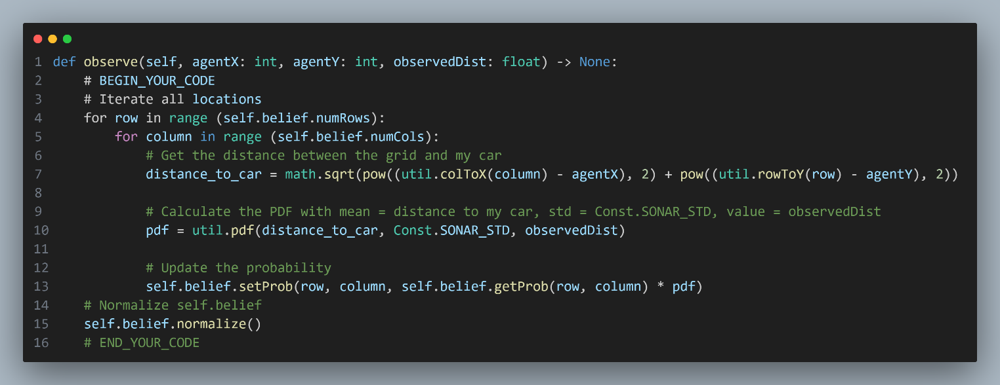 1 def observe(self, agentX: int, agentY: int, observedDist: float) -> None:
2     # BEGIN_YOUR_CODE
3     # Iterate all locations
4     for row in range (self.belief.numRows):
5         for column in range (self.belief.numCols):
6             # Get the distance between the grid and my car
7             distance_to_car = math.sqrt(pow((util.colToX(column) - agentX), 2) + pow((util.rowToY(row) - agentY), 2))
8
9             # Calculate the PDF with mean = distance to my car, std = Const.SONAR_STD, value = observedDist
10             pdf = util.pdf(distance_to_car, Const.SONAR_STD, observedDist)
11
12             # Update the probability
13             self.belief.setProb(row, column, self.belief.getProb(row, column) * pdf)
14     # Normalize self.belief
15     self.belief.normalize()
16     # END_YOUR_CODE